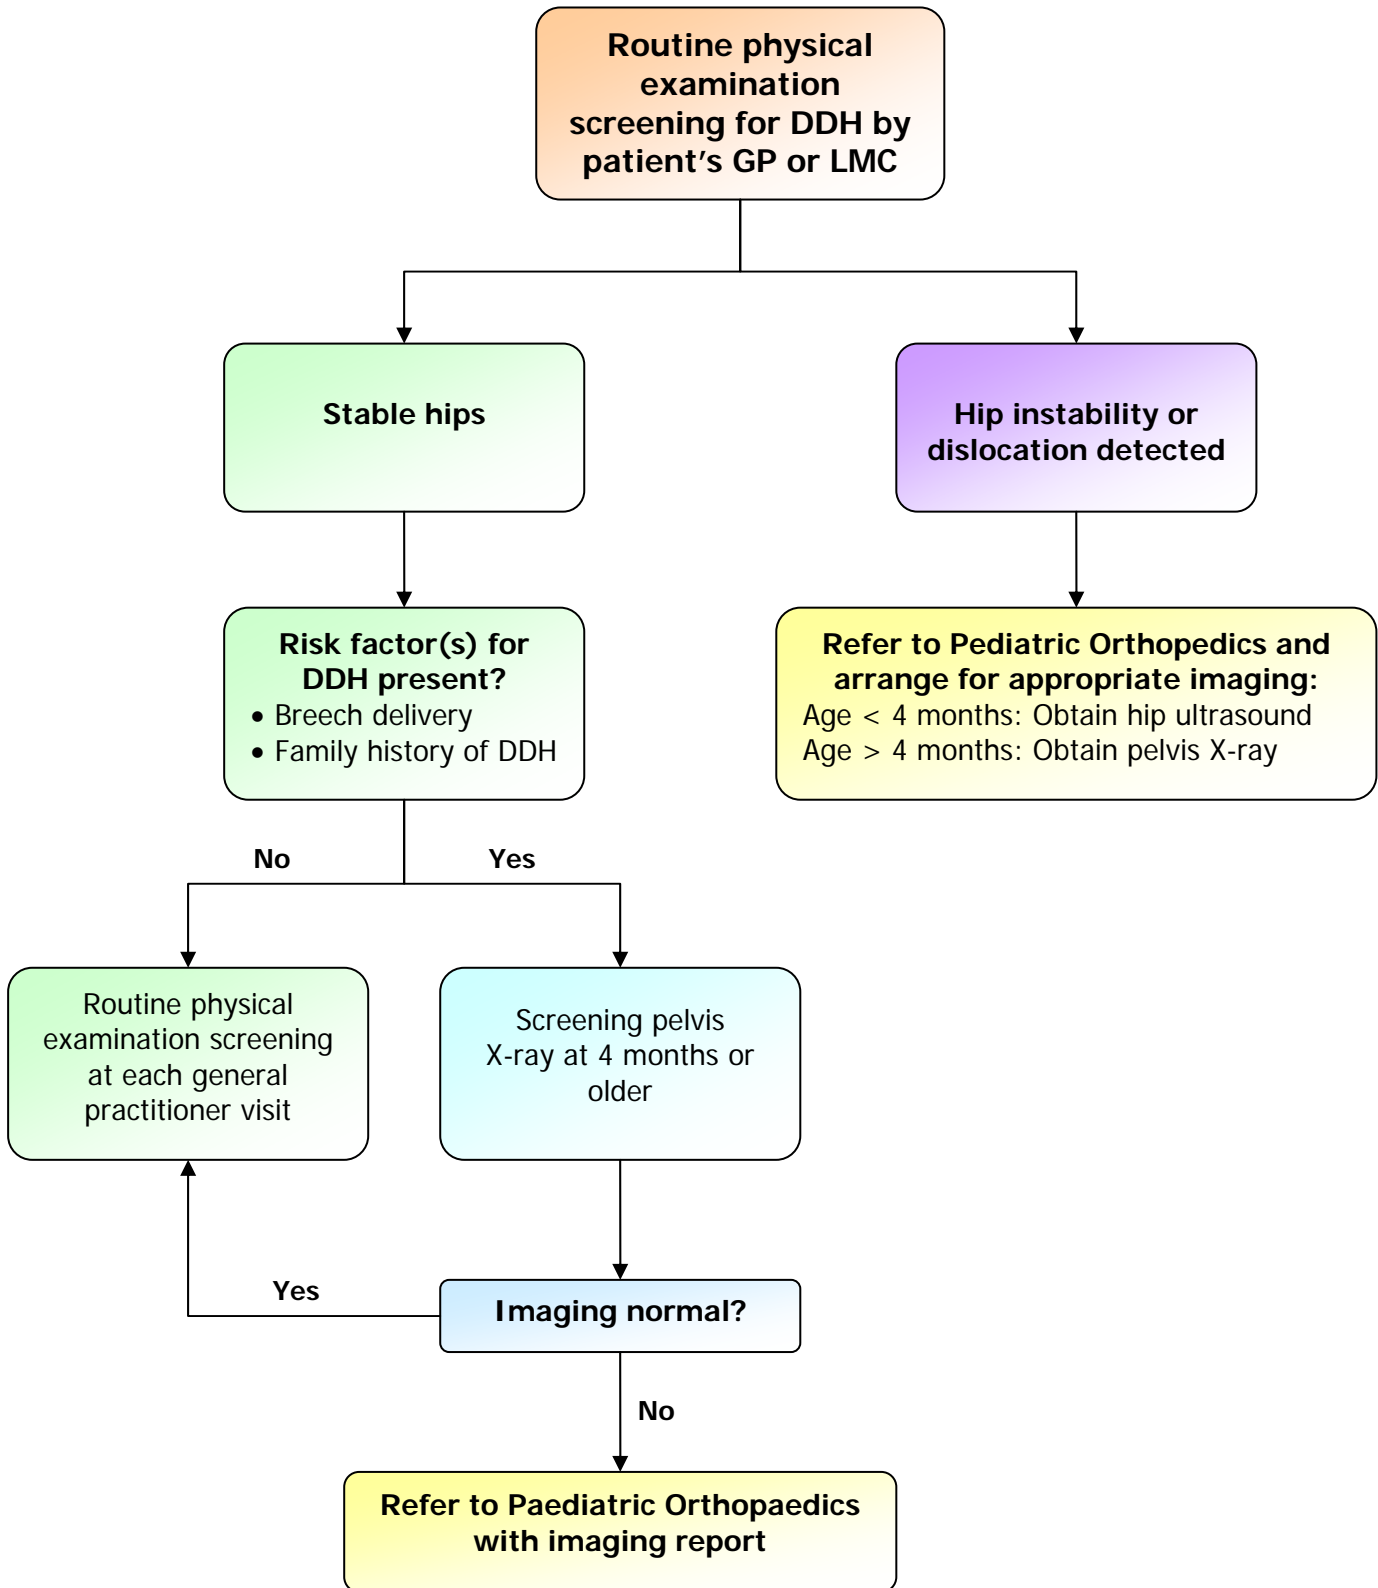 Routine physical
examination
screening for DDH by
patient's GP or LMC
Stable hips
Hip instability or
dislocation detected
Risk factor(s) for
DDH present?
• Breech delivery
• Family history of DDH
Refer to Pediatric Orthopedics and
arrange for appropriate imaging:
Age < 4 months: Obtain hip ultrasound
Age > 4 months: Obtain pelvis X-ray
No
Yes
Routine physical
examination screening
at each general
practitioner visit
Screening pelvis
X-ray at 4 months or
older
Yes
Imaging normal?
No
Refer to Paediatric Orthopaedics
with imaging report